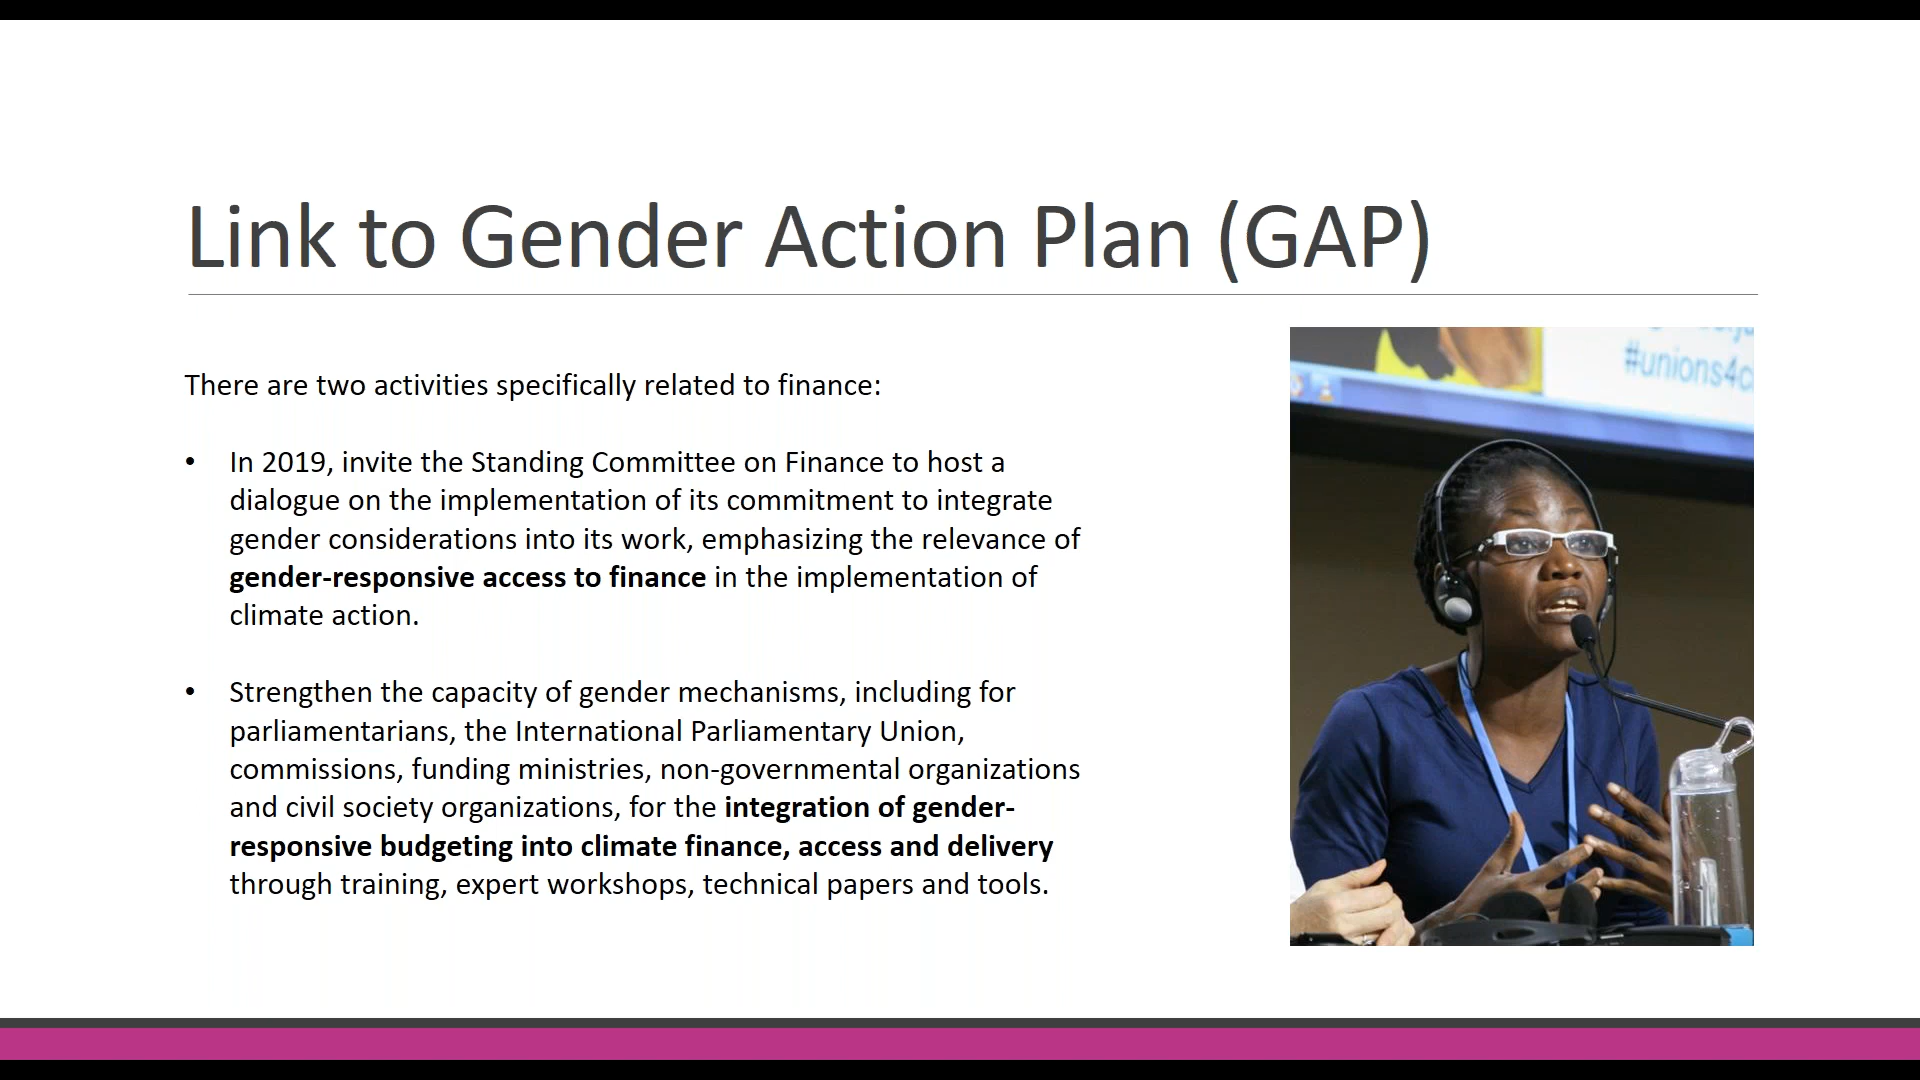 Link to Gender Action Plan (GAP)
There are two activities specifically related to finance:
• In 2019, invite the Standing Committee on Finance to host a
dialogue on the implementation of its commitment to integrate
gender considerations into its work, emphasizing the relevance of
gender-responsive access to finance in the implementation of
climate action.
• Strengthen the capacity of gender mechanisms, including for
parliamentarians, the International Parliamentary Union,
commissions, funding ministries, non-governmental organizations
and civil society organizations, for the integration of gender-
responsive budgeting into climate finance, access and delivery
through training, expert workshops, technical papers and tools.
#unions4c